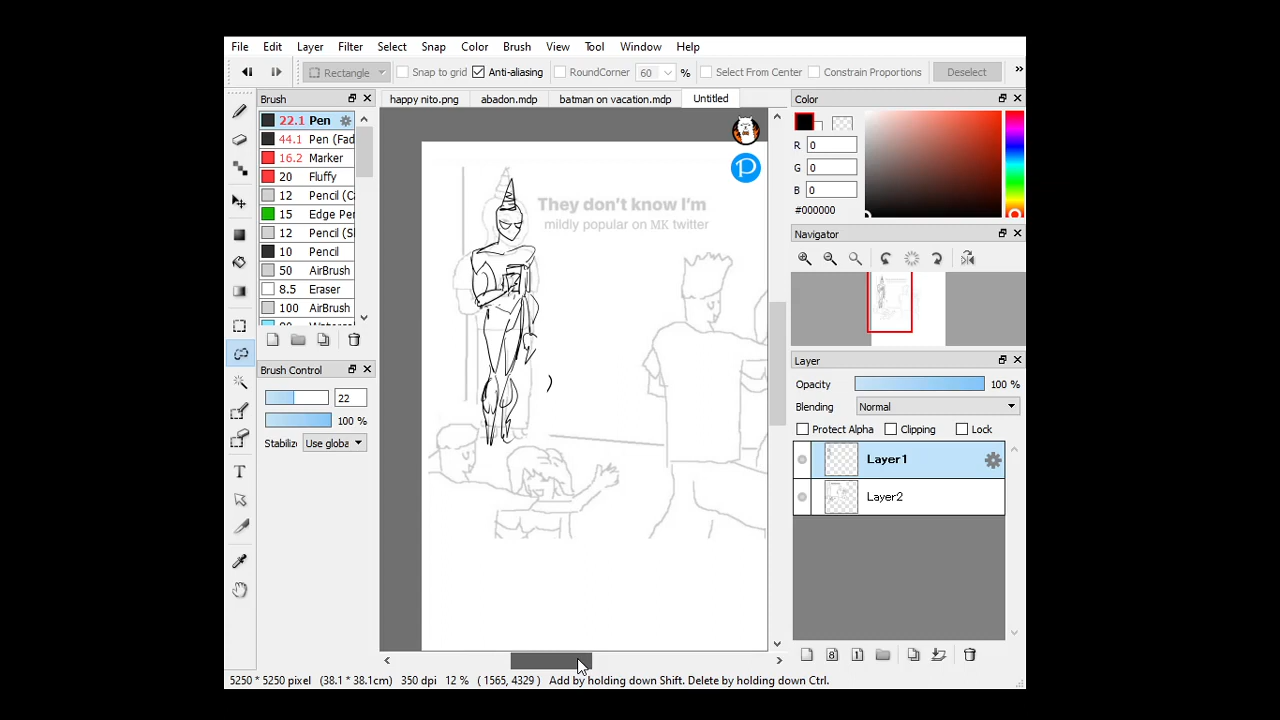 File Edit Layer Filter Select Snap Color Brush View Tool Window Help
Rectangle Snap to grid Anti-aliasing RoundCorner 60 % Select From Center Constrain Proportions Deselect »
Brush
happy nito.png abadon.mdp batman on vacation.mdp Untitled
Color
22.1 Pen
44.1 Pen (Fad
16.2 Marker
20 Fluffy
12 Pencil (C
15 Edge Per
12 Pencil (Sl
10 Pencil
50 AirBrush
8.5 Eraser
100 AirBrush
Brush Control
22
100 %
Stabiliz Use globa
They don't know I'm
mildly popular on MK twitter
R 0
G 0
B 0
#000000
Navigator
Layer
Opacity 100 %
Blending Normal
Protect Alpha Clipping Lock
Layer1
Layer2
5250 * 5250 pixel (38.1 * 38.1cm) 350 dpi 12 % ( 1565, 4329 ) Add by holding down Shift. Delete by holding down Ctrl.